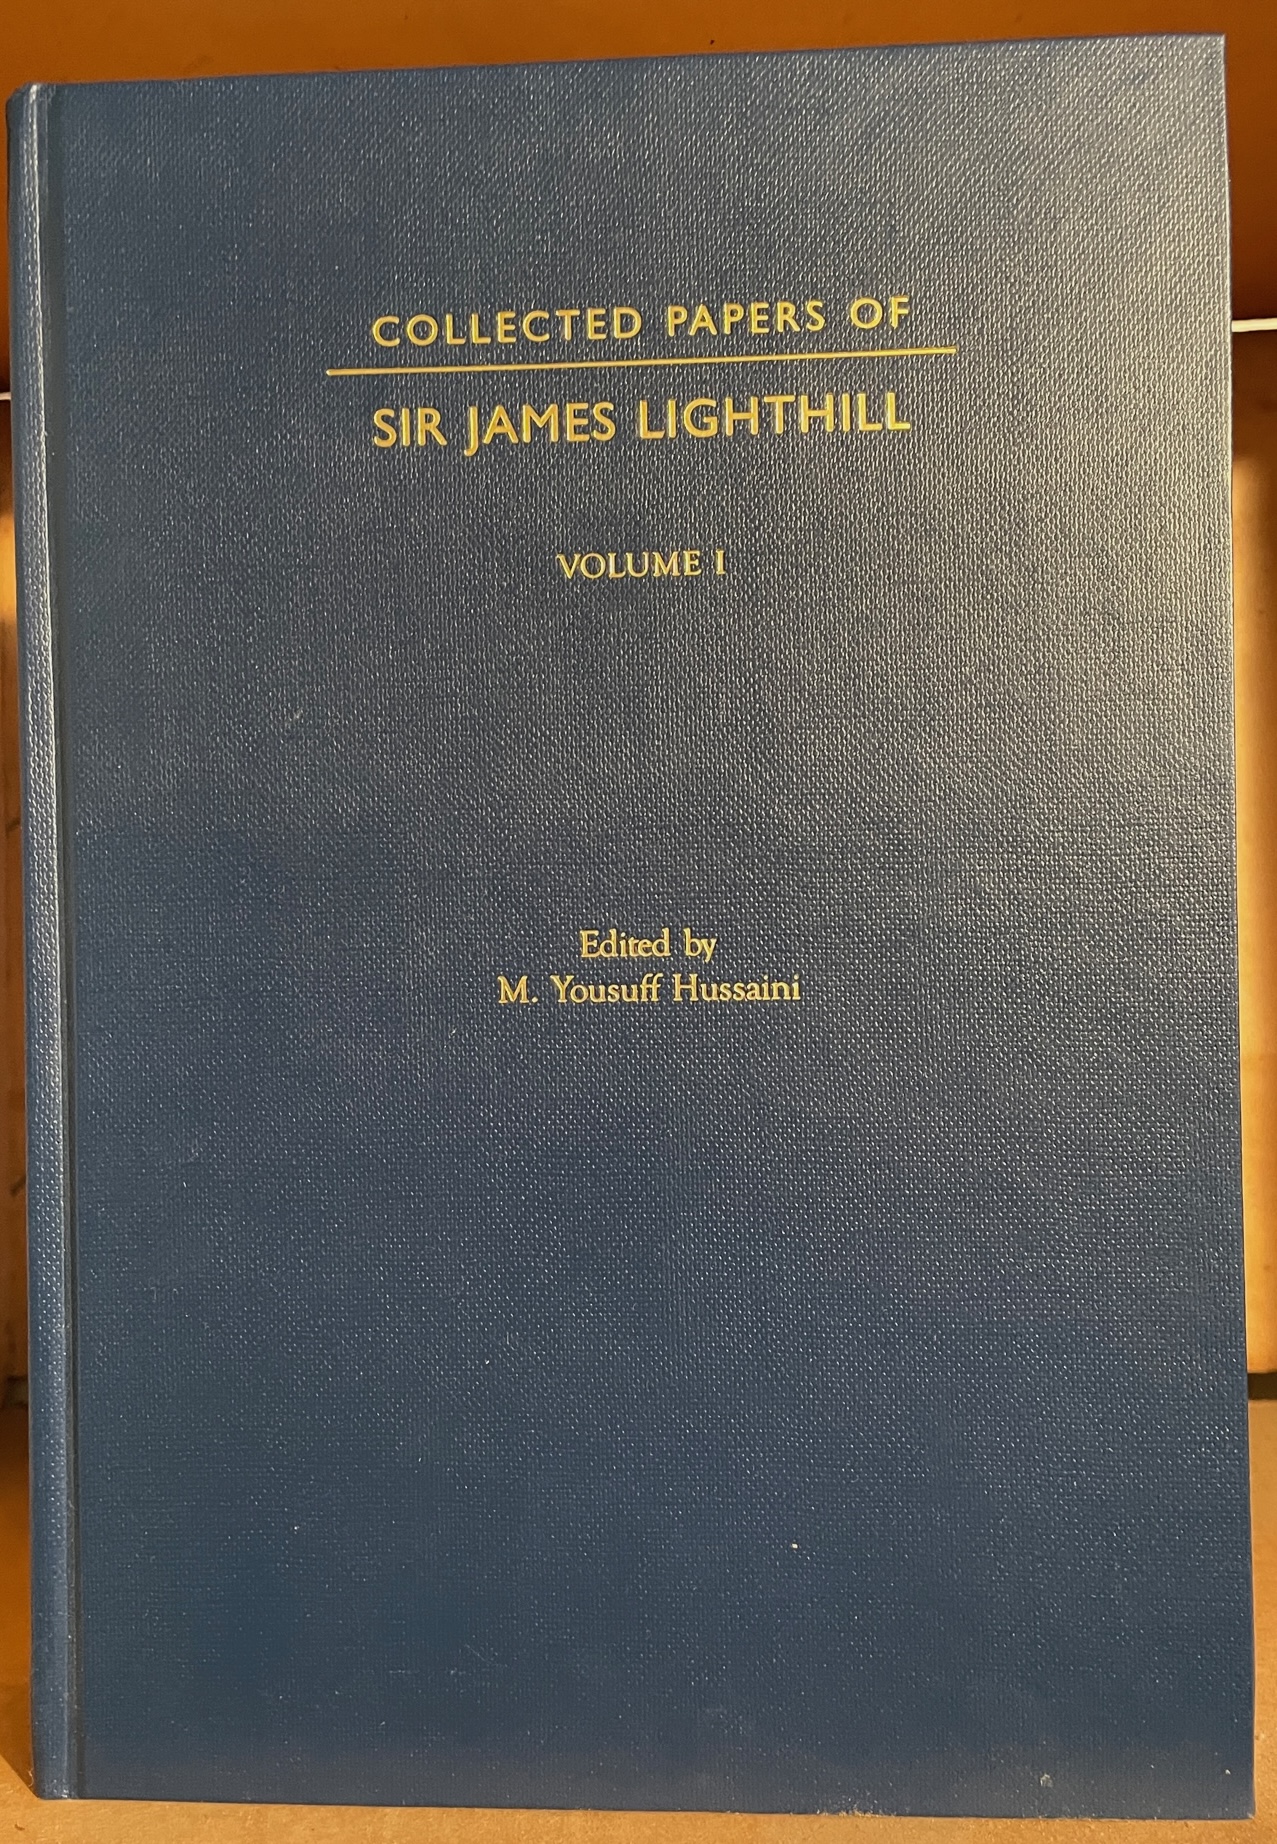 COLLECTED PAPERS OF
SIR JAMES LIGHTHILL
VOLUME I
Edited by
M. Yousuff Hussaini